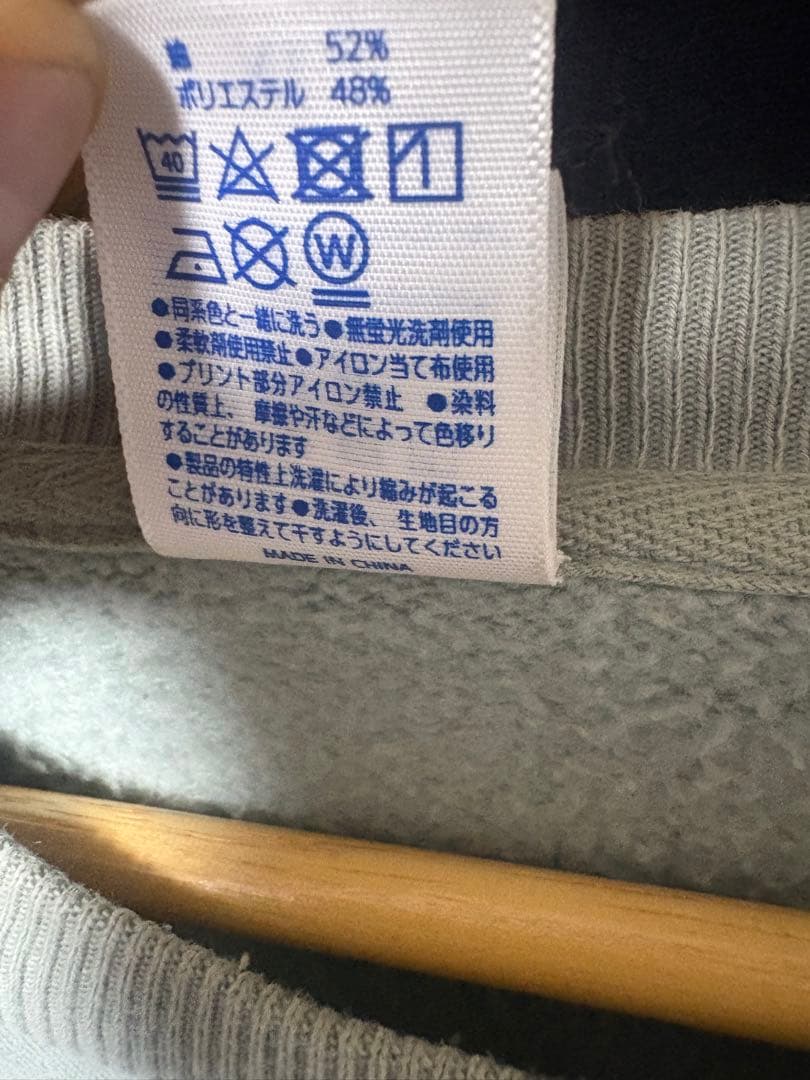 綿 52%
ポリエステル 48%
40
W
●同系色と一緒に洗う●無蛍光洗剤使用
●柔軟剤使用禁止●アイロン当て布使用
●プリント部分アイロン禁止 ●染料
の性質上、摩擦や汗などによって色移り
することがあります
●製品の特性上洗濯により縮みが起こる
ことがあります●洗濯後、生地目の方
向に形を整えて干すようにしてください
MADE IN CHINA